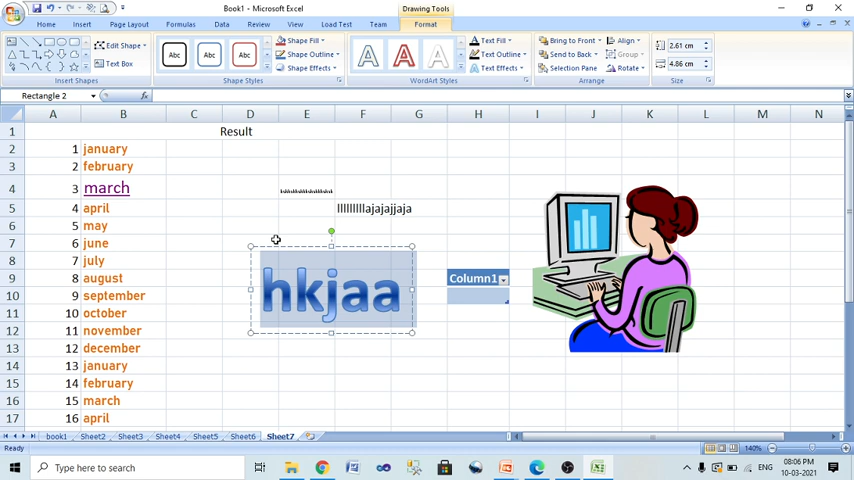 Book1 - Microsoft Excel
Drawing Tools
Home Insert Page Layout Formulas Data Review View Load Test Team Format
Edit Shape
Text Box
Insert Shapes
Abc Abc Abc
Shape Fill
Shape Outline
Shape Effects
Shape Styles
A A A
Text Fill
Text Outline
Text Effects
WordArt Styles
Bring to Front
Send to Back
Selection Pane
Align
Group
Rotate
Arrange
2.61 cm
4.86 cm
Size
Rectangle 2 fx
A B C D E F G H I J K L M N
1 Result
2 1 january
3 2 february
4 3 march
5 4 april lllllllllajajajjaja
6 5 may
7 6 june
8 7 july
9 8 august Column1
10 9 september
hkjaa
11 10 october
12 11 november
13 12 december
14 13 january
15 14 february
16 15 march
17 16 april
book1 Sheet2 Sheet3 Sheet4 Sheet5 Sheet6 Sheet7
Ready 140%
Type here to search
ENG
08:06 PM
10-03-2021